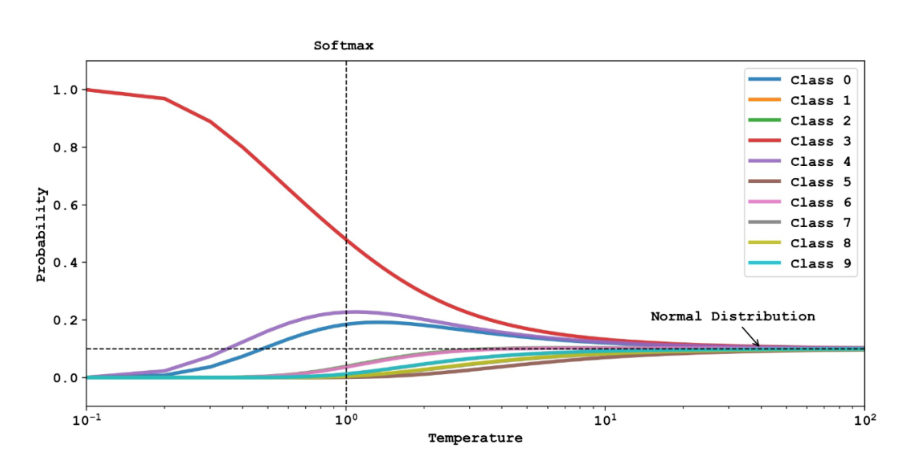 Softmax
1.0
0.8
0.6
0.4
0.2
0.0
Probability
Class 0
Class 1
Class 2
Class 3
Class 4
Class 5
Class 6
Class 7
Class 8
Class 9
Normal Distribution
10⁻¹ 10⁰ 10¹ 10²
Temperature